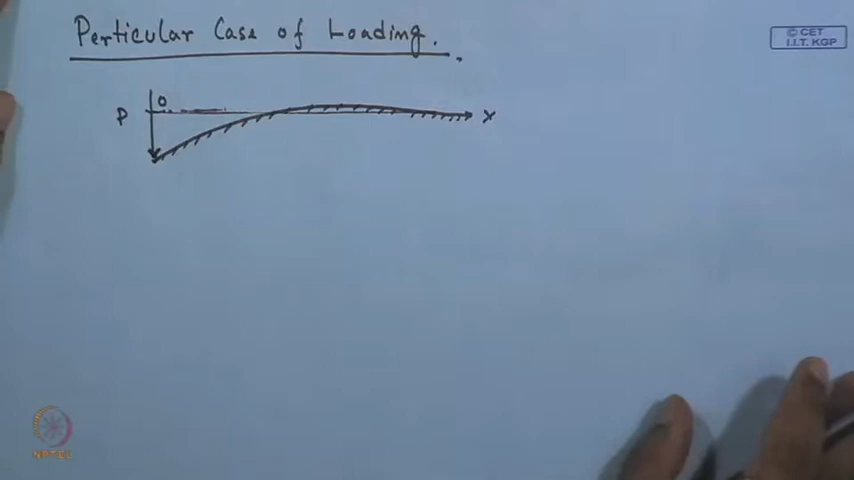 Perticular Case of Loading.
© CET
I.I.T. KGP
O
P
X
NPTEL